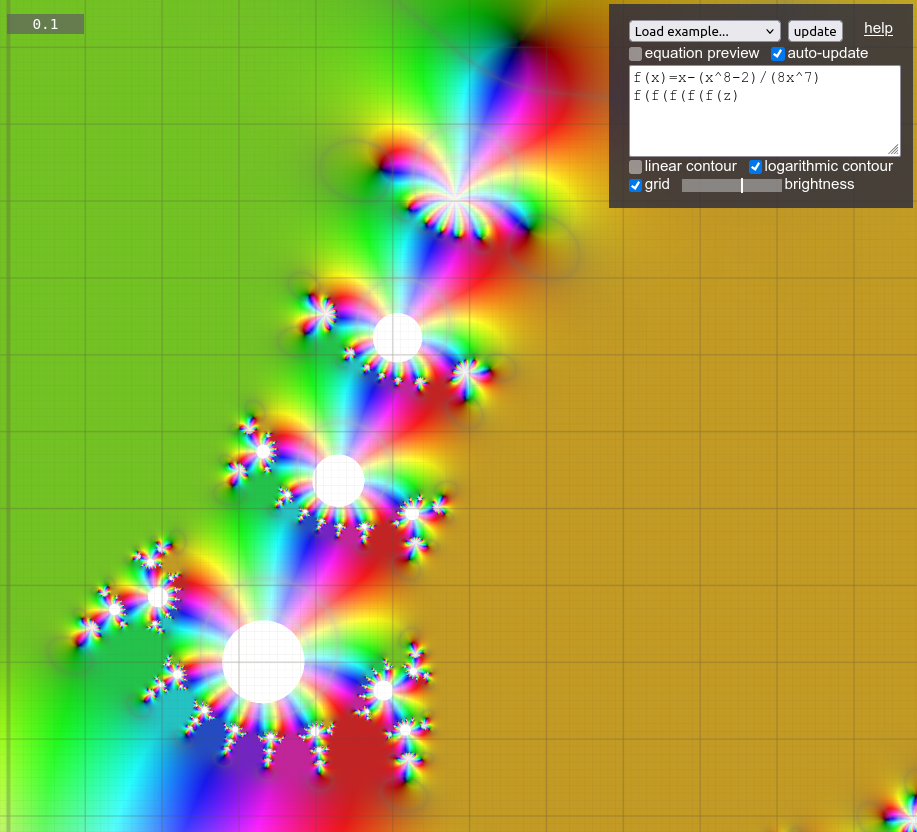 0.1
Load example... update help
equation preview auto-update
f(x)=x-(x^8-2)/(8x^7)
f(f(f(f(f(z)
linear contour logarithmic contour
grid brightness